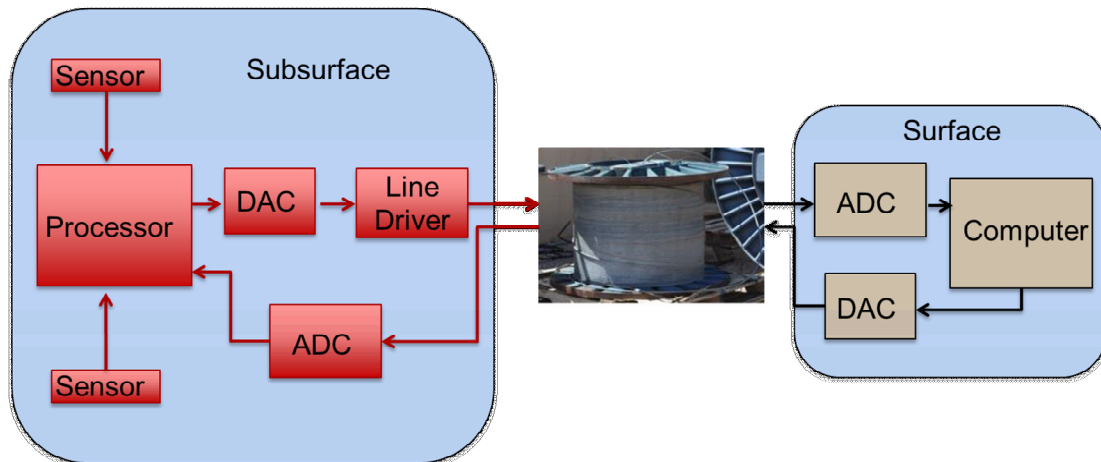 Sensor
Subsurface
Processor
DAC
Line
Driver
ADC
Sensor
Surface
ADC
Computer
DAC